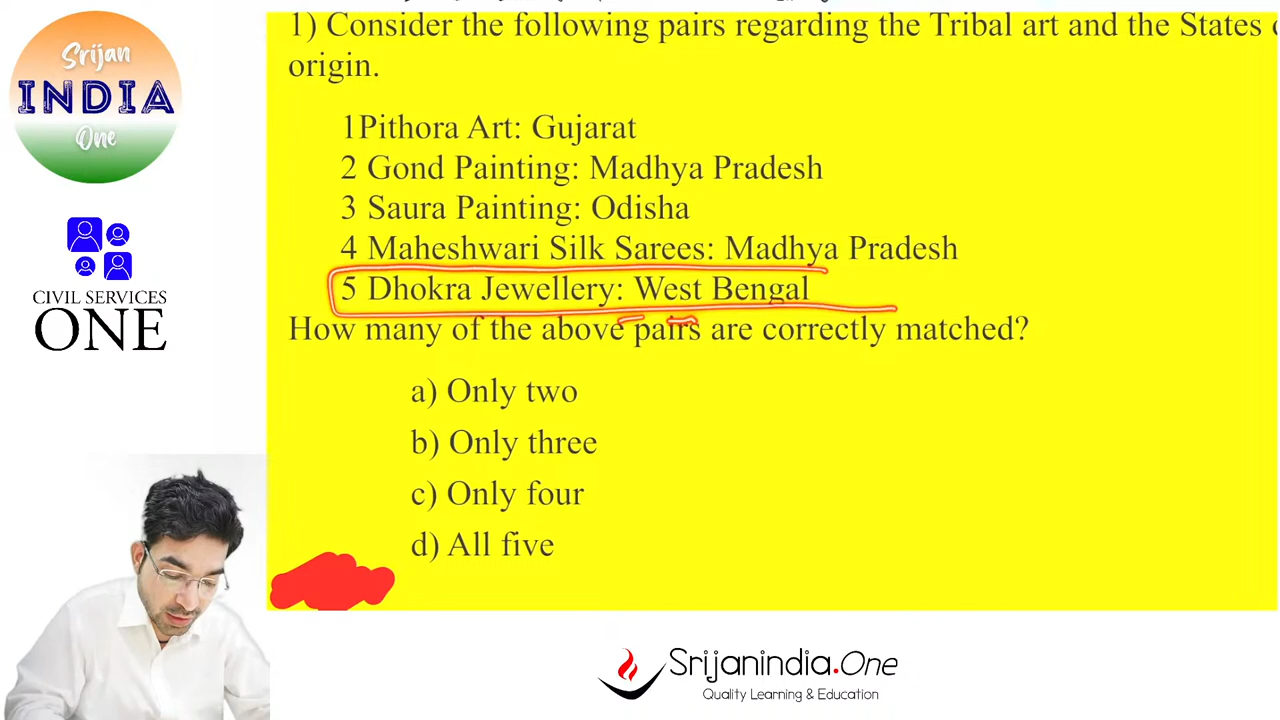 Srijan
INDIA
One
CIVIL SERVICES
ONE
1) Consider the following pairs regarding the Tribal art and the States
origin.
1Pithora Art: Gujarat
2 Gond Painting: Madhya Pradesh
3 Saura Painting: Odisha
4 Maheshwari Silk Sarees: Madhya Pradesh
5 Dhokra Jewellery: West Bengal
How many of the above pairs are correctly matched?
a) Only two
b) Only three
c) Only four
d) All five
Srijanindia.One
Quality Learning & Education